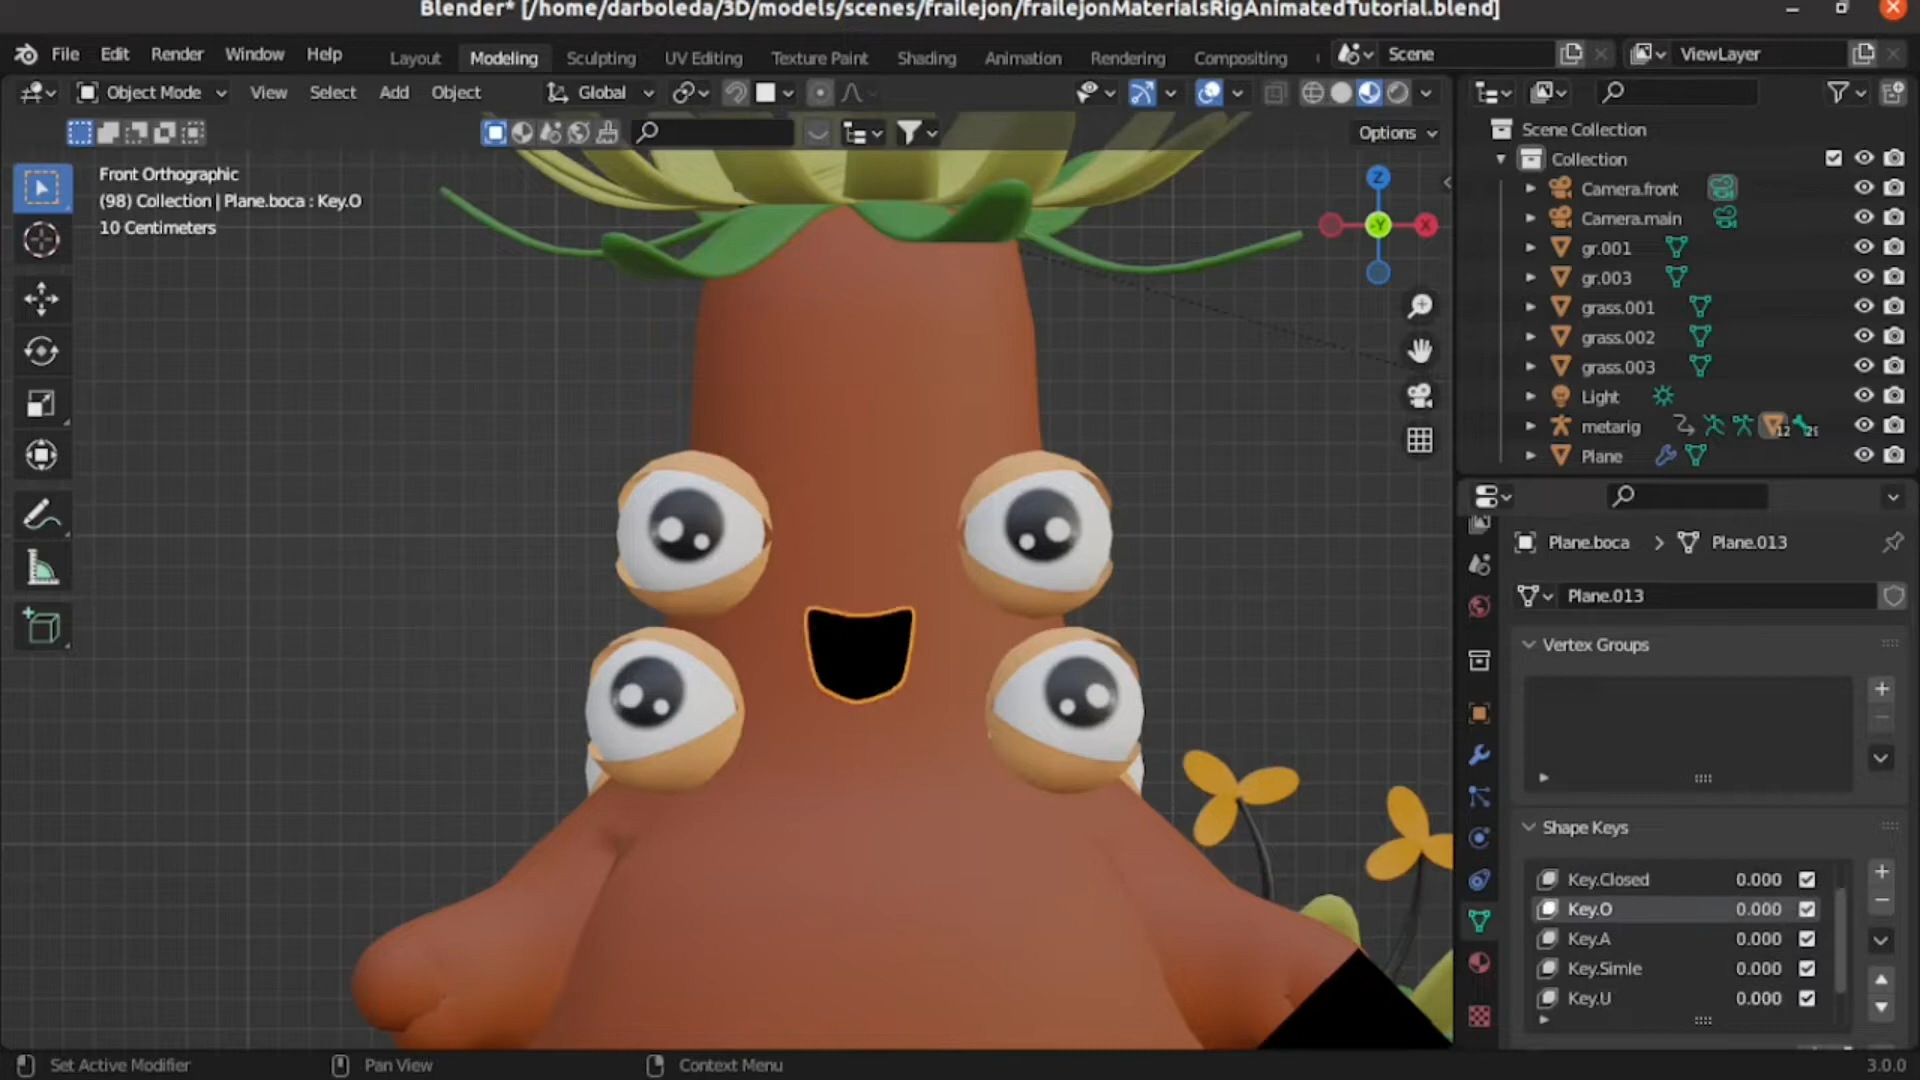 Blender* [/home/darboleda/3D/models/scenes/frailejon/frailejonMaterialsRigAnimatedTutorial.blend]
File Edit Render Window Help Layout Modeling Sculpting UV Editing Texture Paint Shading Animation Rendering Compositing Scene ViewLayer
Object Mode View Select Add Object Global
Options
Front Orthographic
(98) Collection | Plane.boca : Key.O
10 Centimeters
Z
-Y
X
Scene Collection
Collection
Camera.front
Camera.main
gr.001
gr.003
grass.001
grass.002
grass.003
Light
metarig 12
Plane
Plane.boca > Plane.013
Plane.013
Vertex Groups
Shape Keys
Key.Closed 0.000
Key.O 0.000
Key.A 0.000
Key.Simle 0.000
Key.U 0.000
Set Active Modifier Pan View Context Menu 3.0.0